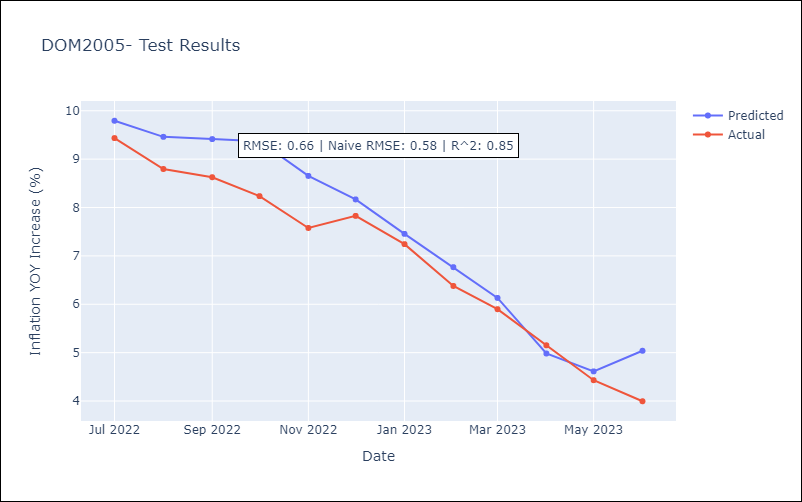 DOM2005- Test Results
Predicted
Actual
RMSE: 0.66 | Naive RMSE: 0.58 | R^2: 0.85
Inflation YOY Increase (%)
10
9
8
7
6
5
4
Jul 2022
Sep 2022
Nov 2022
Jan 2023
Mar 2023
May 2023
Date